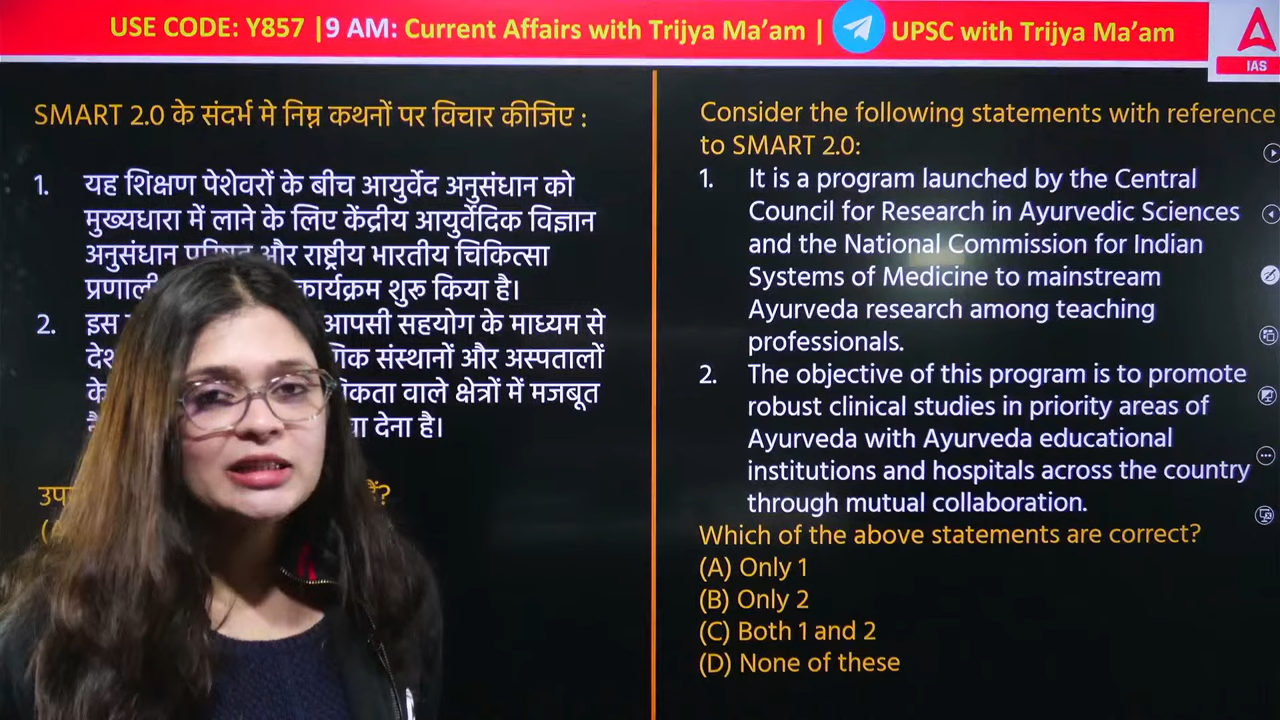 USE CODE: Y857 |9 AM: Current Affairs with Trijya Ma’am | UPSC with Trijya Ma’am
IAS
SMART 2.0 के संदर्भ मे निम्न कथनों पर विचार कीजिए :
1. यह शिक्षण पेशेवरों के बीच आयुर्वेद अनुसंधान को
मुख्यधारा में लाने के लिए केंद्रीय आयुर्वेदिक विज्ञान
अनुसंधान परिषद और राष्ट्रीय भारतीय चिकित्सा
कार्यक्रम शुरू किया है।
2. इस आपसी सहयोग के माध्यम से
संस्थानों और अस्पतालों
के वाले क्षेत्रों में मजबूत
देना है।
Consider the following statements with reference
to SMART 2.0:
1. It is a program launched by the Central
Council for Research in Ayurvedic Sciences
and the National Commission for Indian
Systems of Medicine to mainstream
Ayurveda research among teaching
professionals.
2. The objective of this program is to promote
robust clinical studies in priority areas of
Ayurveda with Ayurveda educational
institutions and hospitals across the country
through mutual collaboration.
Which of the above statements are correct?
(A) Only 1
(B) Only 2
(C) Both 1 and 2
(D) None of these